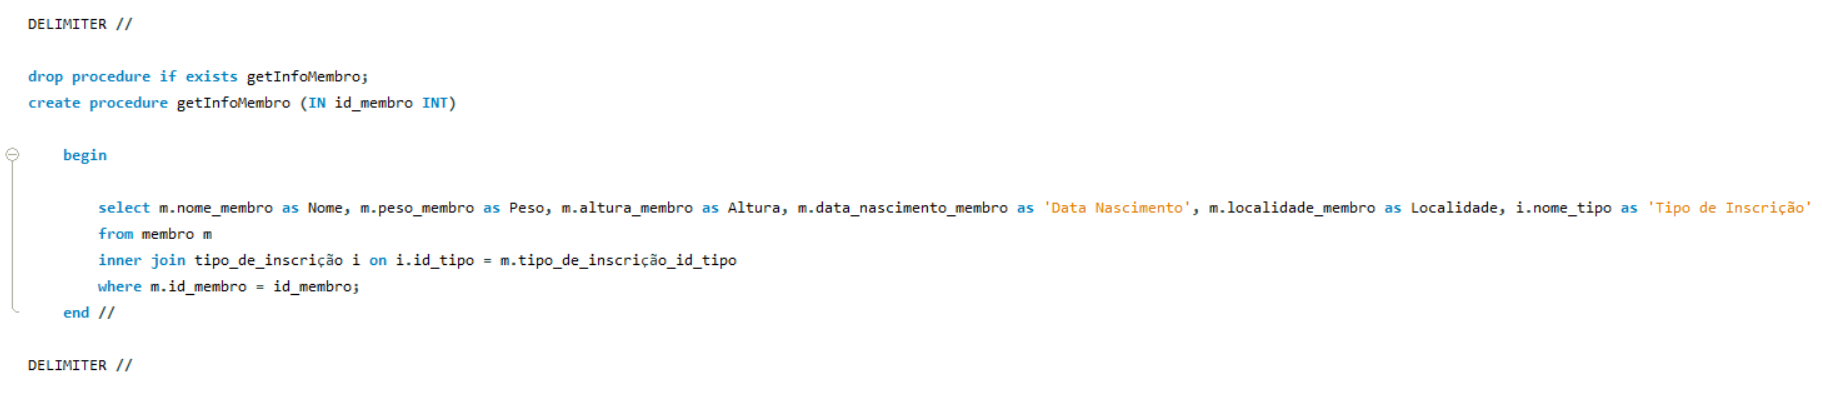 DELIMITER //
drop procedure if exists getInfoMembro;
create procedure getInfoMembro (IN id_membro INT)
begin
select m.nome_membro as Nome, m.peso_membro as Peso, m.altura_membro as Altura, m.data_nascimento_membro as 'Data Nascimento', m.localidade_membro as Localidade, i.nome_tipo as 'Tipo de Inscrição'
from membro m
inner join tipo_de_inscrição i on i.id_tipo = m.tipo_de_inscrição_id_tipo
where m.id_membro = id_membro;
end //
DELIMITER //